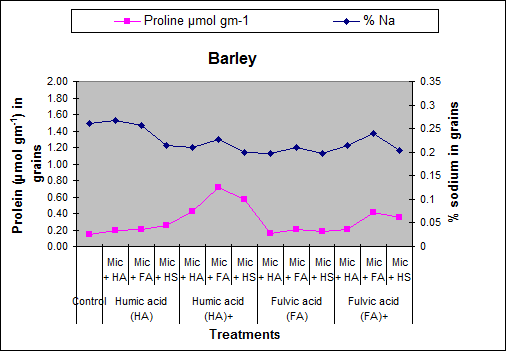 Proline µmol gm-1 % Na
Barley
Prolein (µmol gm-1) in
grains
2.00
1.80
1.60
1.40
1.20
1.00
0.80
0.60
0.40
0.20
0.00
0.35
0.3
0.25
0.2
0.15
0.1
0.05
0
% sodium in grains
Mic Mic Mic Mic Mic Mic Mic Mic Mic Mic Mic Mic
+ HA + FA + HS + HA + FA + HS + HA + FA + HS + HA + FA + HS
Control Humic acid Humic acid Fulvic acid Fulvic acid
(HA) (HA)+ (FA) (FA)+
Treatments